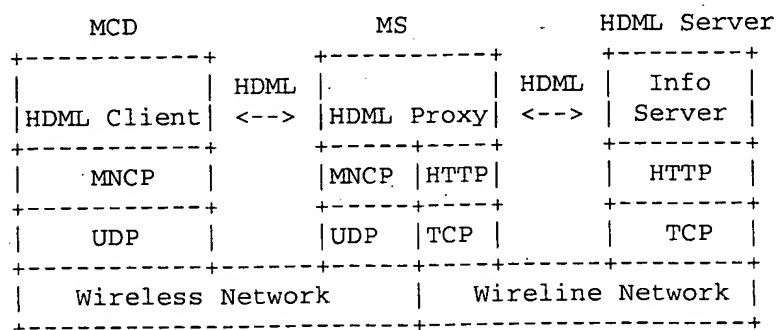 MCD MS HDML Server
HDML HDML Info
HDML Client <--> HDML Proxy <--> Server
MNCP MNCP HTTP HTTP
UDP UDP TCP TCP
Wireless Network Wireline Network